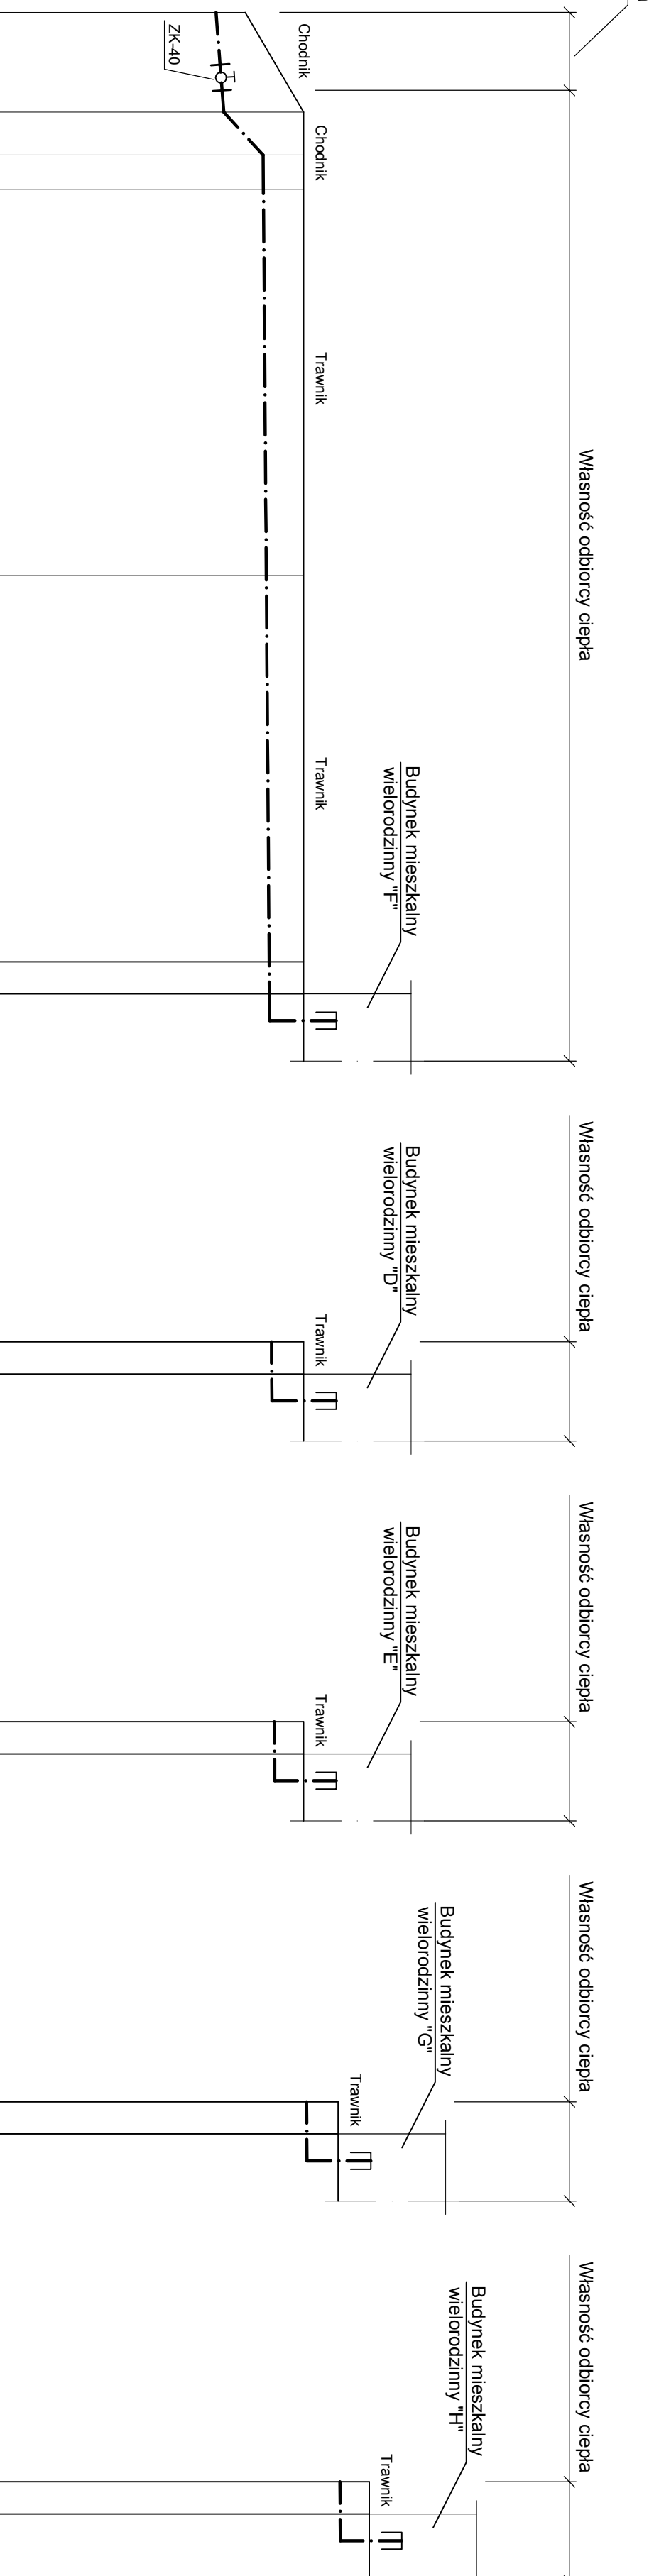 Własność odbiorcy ciepła
Chodnik
ZK-40
Chodnik
Trawnik
Trawnik
Budynek mieszkalny
wielorodzinny "F"
Własność odbiorcy ciepła
Budynek mieszkalny
wielorodzinny "D"
Trawnik
Własność odbiorcy ciepła
Budynek mieszkalny
wielorodzinny "E"
Trawnik
Własność odbiorcy ciepła
Budynek mieszkalny
wielorodzinny "G"
Trawnik
Własność odbiorcy ciepła
Budynek mieszkalny
wielorodzinny "H"
Trawnik